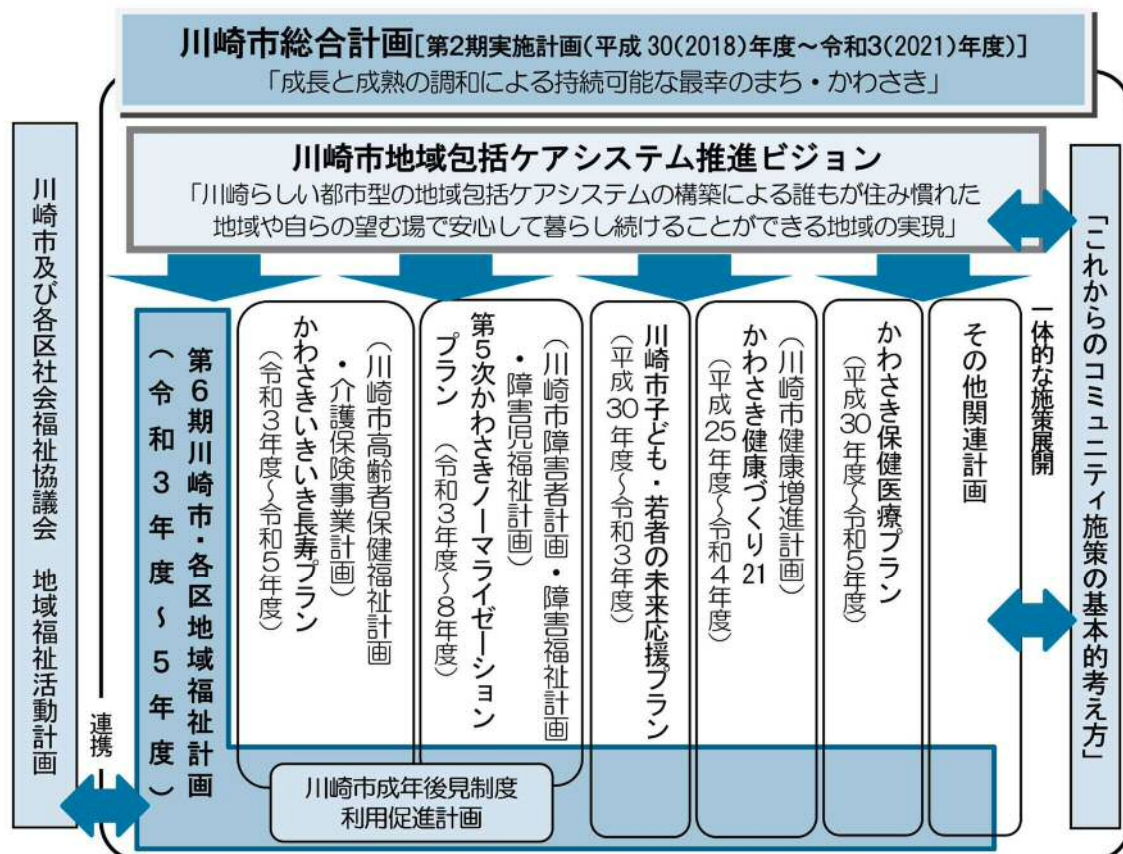 川崎市総合計画[第2期実施計画(平成30(2018)年度~令和3(2021)年度)]
「成長と成熟の調和による持続可能な最幸のまち・かわさき」
川崎市地域包括ケアシステム推進ビジョン
「川崎らしい都市型の地域包括ケアシステムの構築による誰もが住み慣れた
地域や自らの望む場で安心して暮らし続けることができる地域の実現」
川崎市及び各区社会福祉協議会 地域福祉活動計画
連携
第6期川崎市・各区地域福祉計画
(令和3年度~5年度)
(川崎市高齢者保健福祉計画
・介護保険事業計画)
かわさきいきいき長寿プラン
(令和3年度~令和5年度)
(川崎市障害者計画・障害福祉計画
・障害児福祉計画)
第5次かわさきノーマライゼーション
プラン (令和3年度~8年度)
川崎市成年後見制度
利用促進計画
川崎市子ども・若者の未来応援プラン
(平成30年度~令和3年度)
(川崎市健康増進計画)
かわさき健康づくり21
(平成25年度~令和4年度)
かわさき保健医療プラン
(平成30年度~令和5年度)
その他関連計画
一体的な施策展開
「これからのコミュニティ施策の基本的考え方」